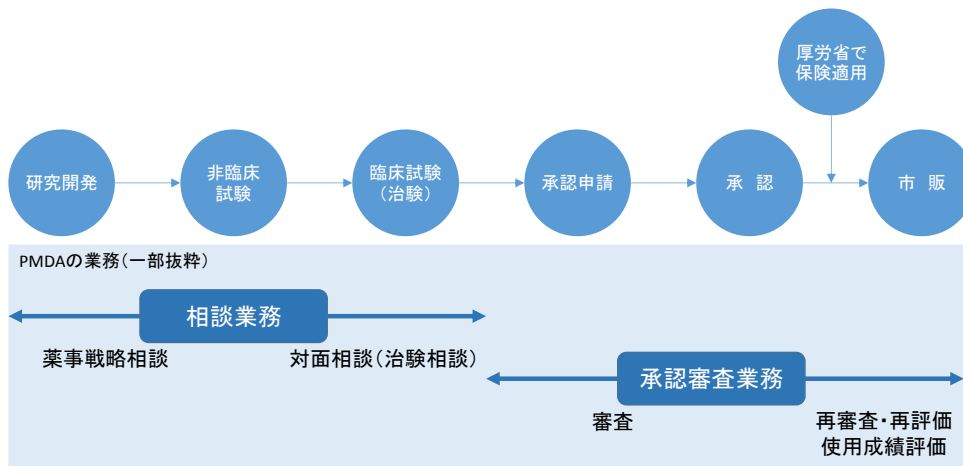 厚労省で
保険適用
研究開発
非臨床
試験
臨床試験
（治験）
承認申請
承　認
市　販
PMDAの業務（一部抜粋）
相談業務
薬事戦略相談
対面相談（治験相談）
承認審査業務
審査
再審査・再評価
使用成績評価